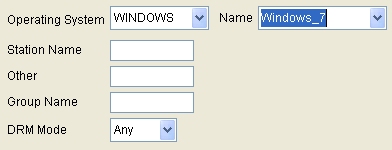 Operating System WINDOWS Name Windows_7
Station Name
Other
Group Name
DRM Mode Any